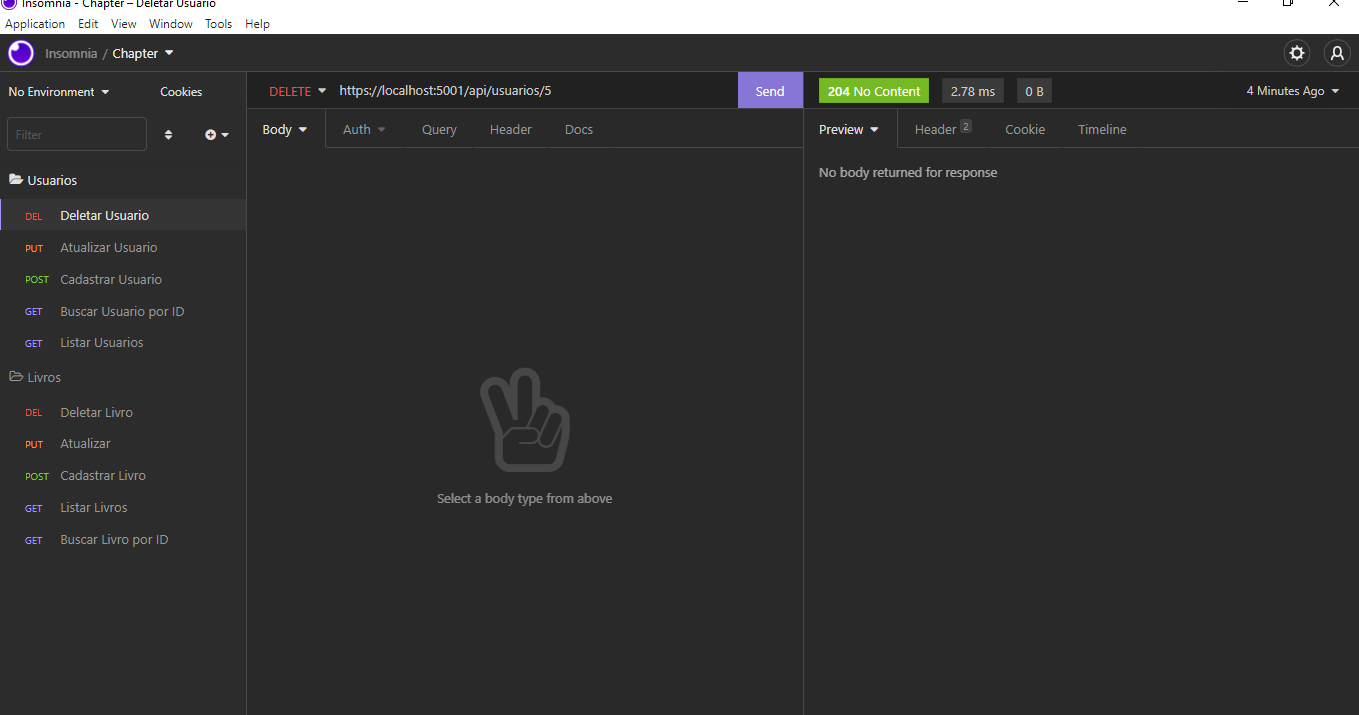 Insomnia - Chapter – Deletar Usuario
Application Edit View Window Tools Help
Insomnia / Chapter
No Environment Cookies
DELETE https://localhost:5001/api/usuarios/5 Send
204 No Content 2.78 ms 0 B 4 Minutes Ago
Filter
Body Auth Query Header Docs
Preview Header 2 Cookie Timeline
No body returned for response
Usuarios
DEL Deletar Usuario
PUT Atualizar Usuario
POST Cadastrar Usuario
GET Buscar Usuario por ID
GET Listar Usuarios
Livros
DEL Deletar Livro
PUT Atualizar
POST Cadastrar Livro
GET Listar Livros
GET Buscar Livro por ID
Select a body type from above